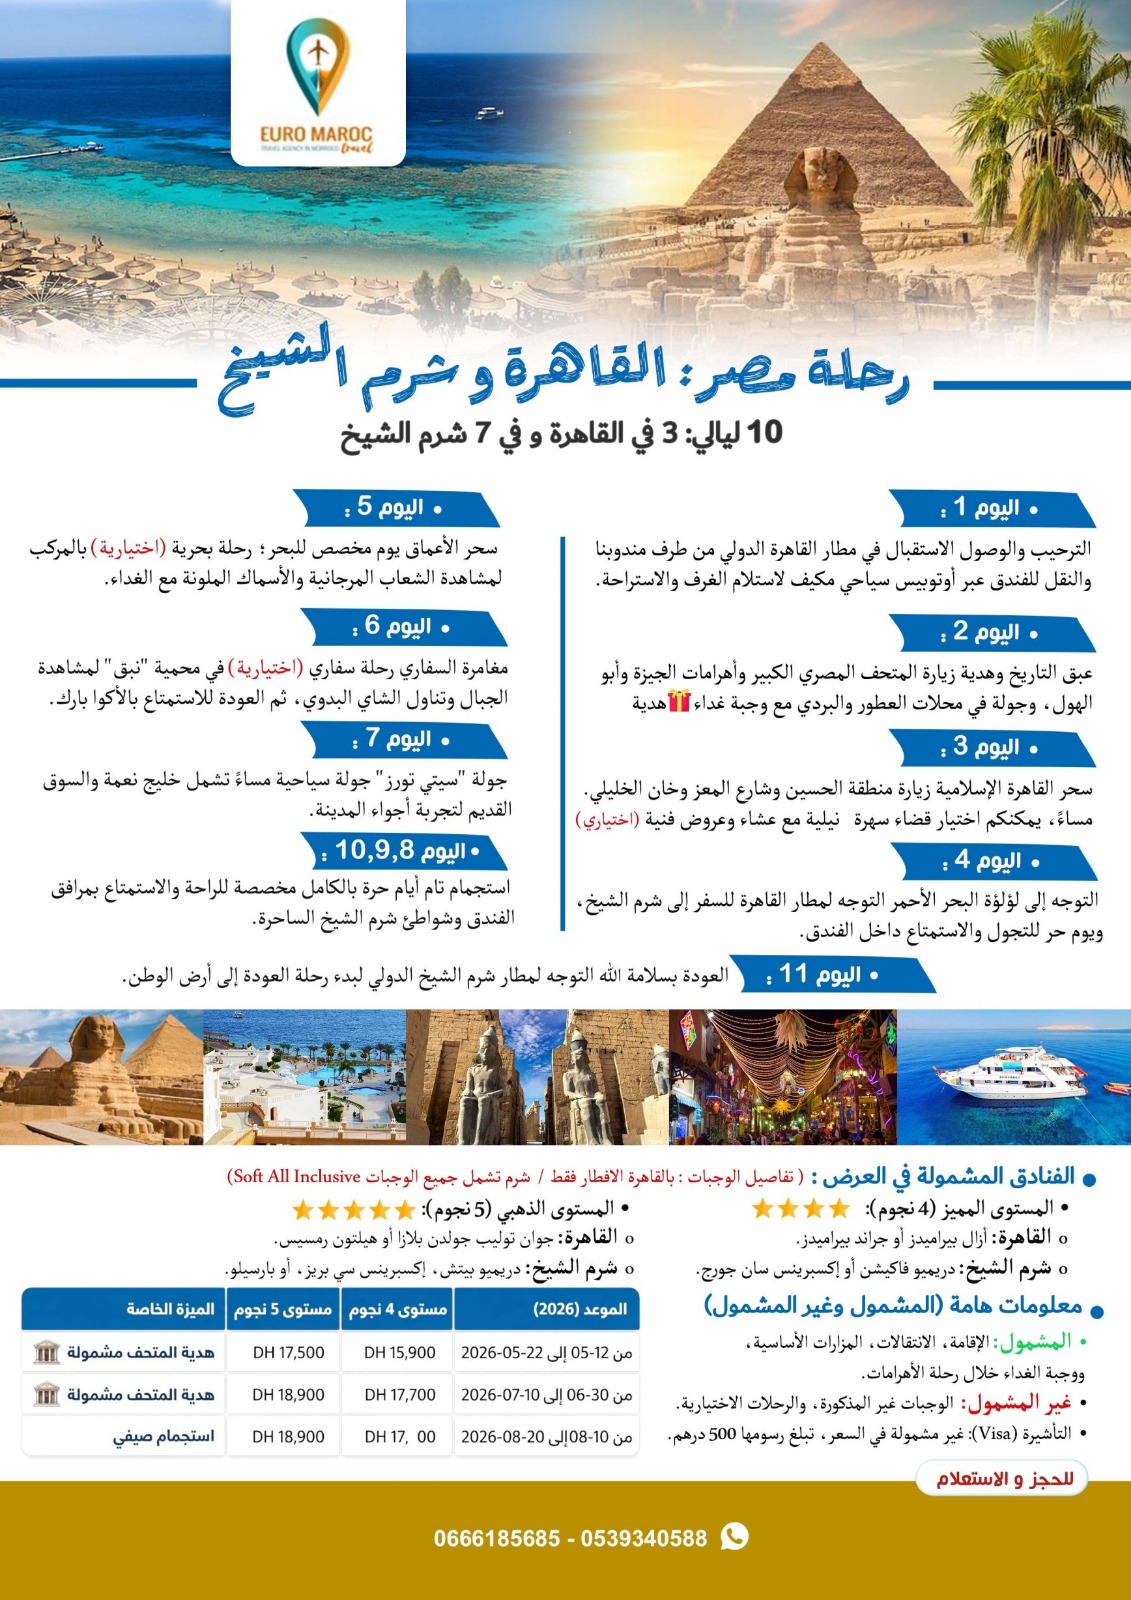 EURO MAROC
TRAVEL AGENCY IN MORROCO travel
رحلة مصر: القاهرة و شرم الشيخ
10 ليالي: 3 في القاهرة و في 7 شرم الشيخ
• اليوم 1 :
الترحيب والوصول الاستقبال في مطار القاهرة الدولي من طرف مندوبنا
والنقل للفندق عبر أوتوبيس سياحي مكيف لاستلام الغرف والاستراحة.
• اليوم 2 :
عبق التاريخ وهدية زيارة المتحف المصري الكبير وأهرامات الجيزة وأبو
الهول، وجولة في محلات العطور والبردي مع وجبة غداء🎁هدية
• اليوم 3 :
سحر القاهرة الإسلامية زيارة منطقة الحسين وشارع المعز وخان الخليلي.
مساءً، يمكنكم اختيار قضاء سهرة نيلية مع عشاء وعروض فنية (اختياري)
• اليوم 4 :
التوجه إلى لؤلؤة البحر الأحمر التوجه لمطار القاهرة للسفر إلى شرم الشيخ،
ويوم حر للتجول والاستمتاع داخل الفندق.
• اليوم 5 :
سحر الأعماق يوم مخصص للبحر؛ رحلة بحرية (اختيارية) بالمركب
لمشاهدة الشعاب المرجانية والأسماك الملونة مع الغداء.
• اليوم 6 :
مغامرة السفاري رحلة سفاري (اختيارية) في محمية "نبق" لمشاهدة
الجبال وتناول الشاي البدوي، ثم العودة للاستمتاع بالأكوا بارك.
• اليوم 7 :
جولة "سيتي تورز" جولة سياحية مساءً تشمل خليج نعمة والسوق
القديم لتجربة أجواء المدينة.
• اليوم 10,9,8 :
استجمام تام أيام حرة بالكامل مخصصة للراحة والاستمتاع بمرافق
الفندق وشواطئ شرم الشيخ الساحرة.
• اليوم 11 : العودة بسلامة الله التوجه لمطار شرم الشيخ الدولي لبدء رحلة العودة إلى أرض الوطن.
• الفنادق المشمولة في العرض : ( تفاصيل الوجبات : بالقاهرة الافطار فقط / شرم تشمل جميع الوجبات Soft All Inclusive)
• المستوى المميز (4 نجوم): ⭐⭐⭐⭐
o القاهرة: أزال بيراميدز أو جراند بيراميدز.
o شرم الشيخ: دريميو فاكيشن أو إكسبرينس سان جورج.
• المستوى الذهبي (5 نجوم): ⭐⭐⭐⭐⭐
o القاهرة: جوان توليب جولدن بلازا أو هيلتون رمسيس.
o شرم الشيخ: دريميو بيتش، إكسبرينس سي بريز، أو بارسيلو.
• معلومات هامة (المشمول وغير المشمول)
• المشمول: الإقامة، الانتقالات، المزارات الأساسية،
ووجبة الغداء خلال رحلة الأهرامات.
• غير المشمول: الوجبات غير المذكورة، والرحلات الاختيارية.
• التأشيرة (Visa): غير مشمولة في السعر، تبلغ رسومها 500 درهم.
الموعد (2026) مستوى 4 نجوم مستوى 5 نجوم الميزة الخاصة
من 12-05 إلى 22-05-2026 15,900 DH 17,500 DH هدية المتحف مشمولة
من 30-06 إلى 10-07-2026 17,700 DH 18,900 DH هدية المتحف مشمولة
من 10-08 إلى 20-08-2026 17, 00 DH 18,900 DH استجمام صيفي
للحجز و الاستعلام
0666185685 - 0539340588